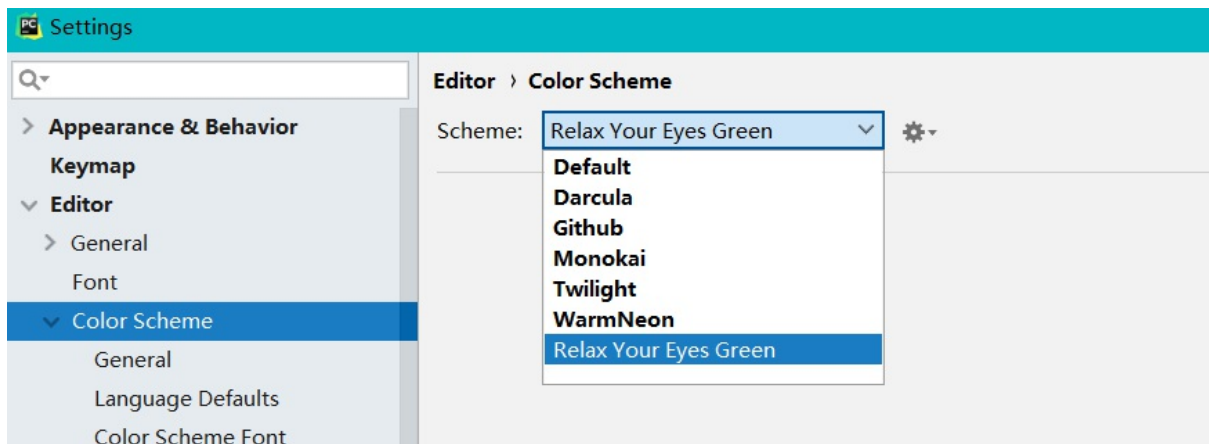 PC Settings
Editor › Color Scheme
Appearance & Behavior
Scheme: Relax Your Eyes Green
Keymap
Default
Editor
Darcula
General
Github
Font
Monokai
Color Scheme
Twilight
General
WarmNeon
Language Defaults
Relax Your Eyes Green
Color Scheme Font